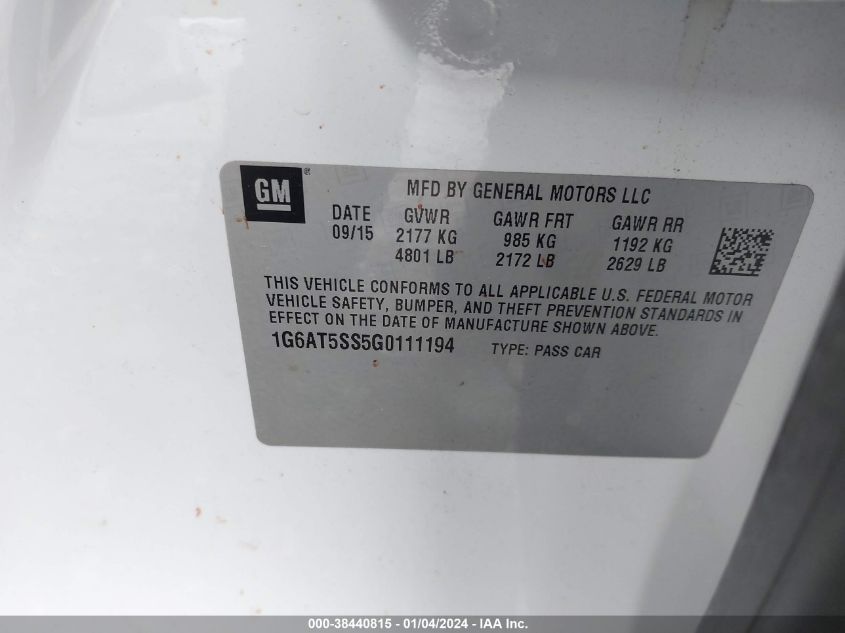 GM ®
MFD BY GENERAL MOTORS LLC
DATE GVWR GAWR FRT GAWR RR
09/15 2177 KG 985 KG 1192 KG
4801 LB 2172 LB 2629 LB
THIS VEHICLE CONFORMS TO ALL APPLICABLE U.S. FEDERAL MOTOR
VEHICLE SAFETY, BUMPER, AND THEFT PREVENTION STANDARDS IN
EFFECT ON THE DATE OF MANUFACTURE SHOWN ABOVE.
1G6AT5SS5G0111194 TYPE: PASS CAR
000-38440815 - 01/04/2024 - IAA Inc.